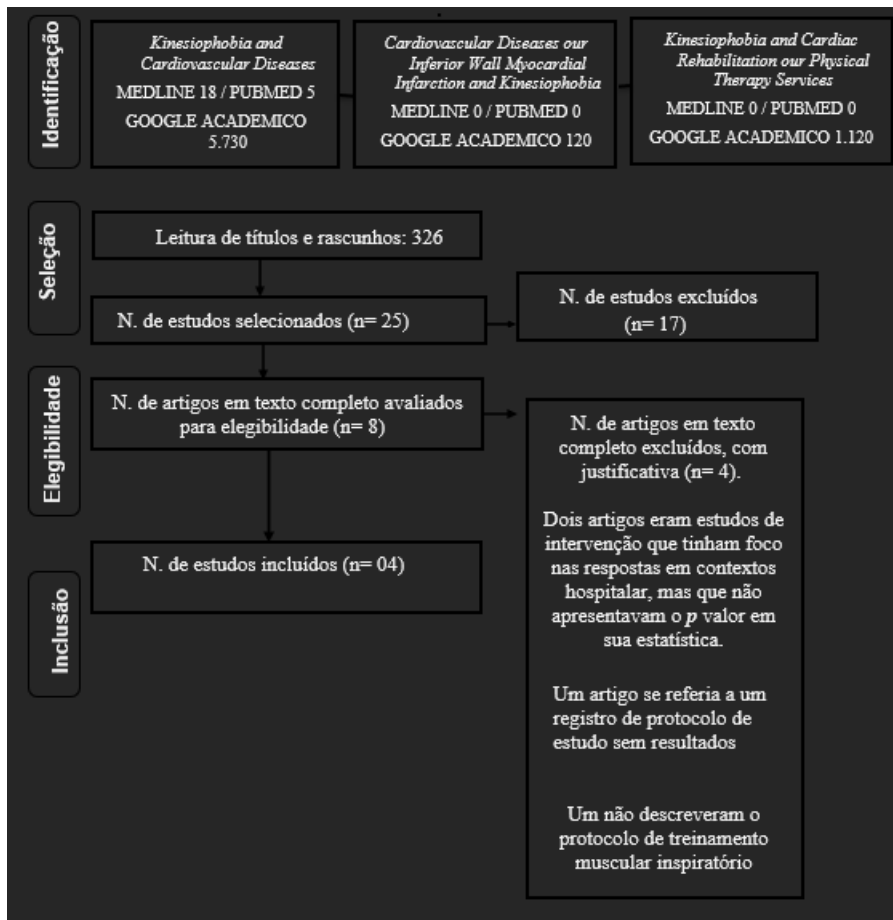 Identificação
Kinesiophobia and
Cardiovascular Diseases
MEDLINE 18 / PUBMED 5
GOOGLE ACADEMICO
5.730
Cardiovascular Diseases our
Inferior Wall Myocardial
Infarction and Kinesiophobia
MEDLINE 0 / PUBMED 0
GOOGLE ACADEMICO 120
Kinesiophobia and Cardiac
Rehabilitation our Physical
Therapy Services
MEDLINE 0 / PUBMED 0
GOOGLE ACADEMICO 1.120
Seleção
Leitura de títulos e rascunhos: 326
N. de estudos selecionados (n= 25)
N. de estudos excluídos
(n= 17)
Elegibilidade
N. de artigos em texto completo avaliados
para elegibilidade (n= 8)
N. de artigos em texto
completo excluídos, com
justificativa (n= 4).
Dois artigos eram estudos de
intervenção que tinham foco
nas respostas em contextos
hospitalar, mas que não
apresentavam o p valor em
sua estatística.
Um artigo se referia a um
registro de protocolo de
estudo sem resultados
Um não descreveram o
protocolo de treinamento
muscular inspiratório
Inclusão
N. de estudos incluídos (n= 04)